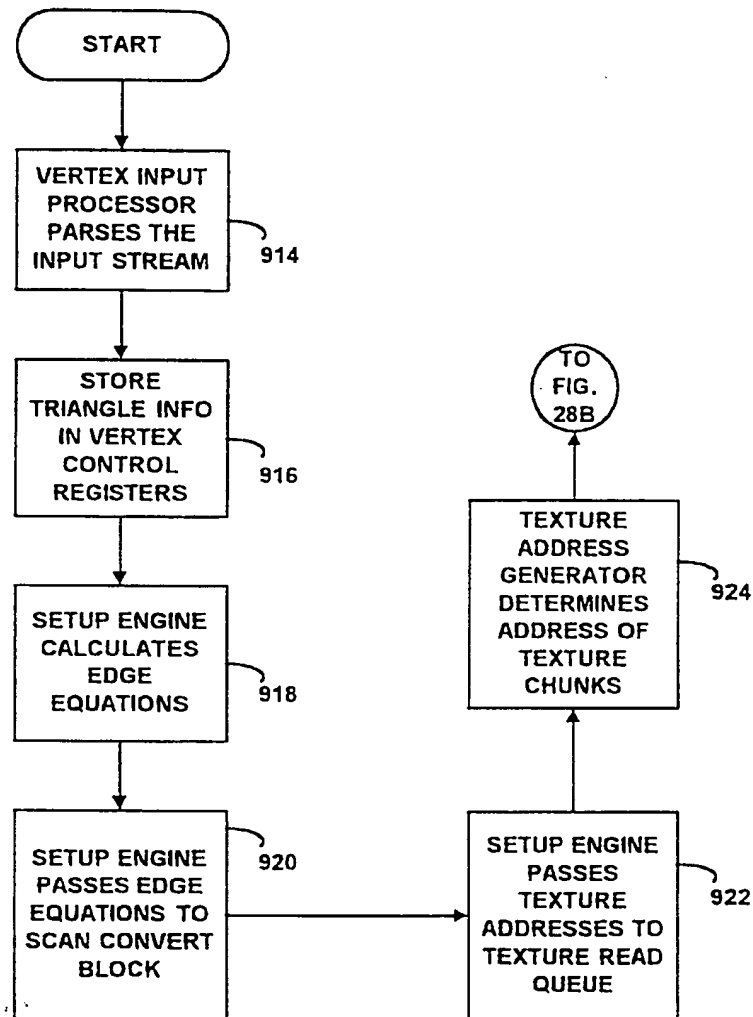 START
VERTEX INPUT
PROCESSOR
PARSES THE
INPUT STREAM
914
STORE
TRIANGLE INFO
IN VERTEX
CONTROL
REGISTERS
916
SETUP ENGINE
CALCULATES
EDGE
EQUATIONS
918
SETUP ENGINE
PASSES EDGE
EQUATIONS TO
SCAN CONVERT
BLOCK
920
SETUP ENGINE
PASSES
TEXTURE
ADDRESSES TO
TEXTURE READ
QUEUE
922
TEXTURE
ADDRESS
GENERATOR
DETERMINES
ADDRESS OF
TEXTURE
CHUNKS
924
TO
FIG.
28B